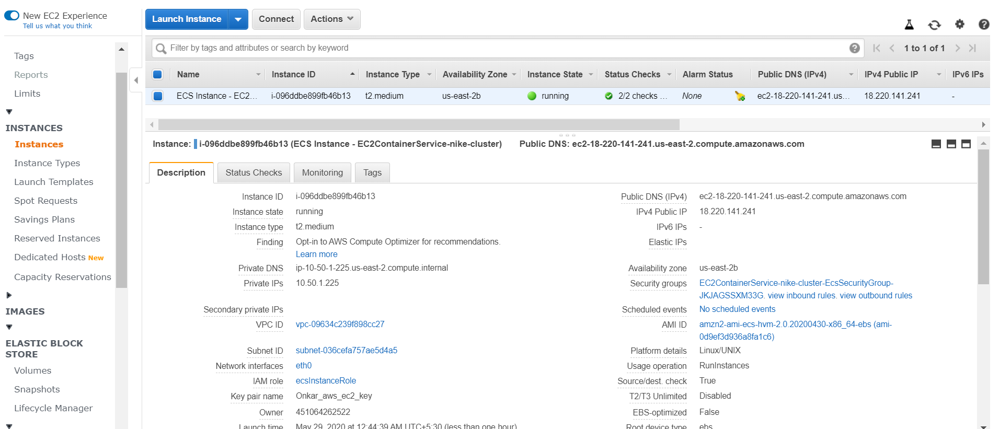 New EC2 Experience
Tell us what you think
Tags
Reports
Limits
INSTANCES
Instances
Instance Types
Launch Templates
Spot Requests
Savings Plans
Reserved Instances
Dedicated Hosts New
Capacity Reservations
IMAGES
ELASTIC BLOCK
STORE
Volumes
Snapshots
Lifecycle Manager
Launch Instance Connect Actions
Filter by tags and attributes or search by keyword 1 to 1 of 1
Name Instance ID Instance Type Availability Zone Instance State Status Checks Alarm Status Public DNS (IPv4) IPv4 Public IP IPv6 IPs
ECS Instance - EC2... i-096ddbe899fb46b13 t2.medium us-east-2b running 2/2 checks ... None ec2-18-220-141-241.us... 18.220.141.241 -
Instance: i-096ddbe899fb46b13 (ECS Instance - EC2ContainerService-nike-cluster) Public DNS: ec2-18-220-141-241.us-east-2.compute.amazonaws.com
Description Status Checks Monitoring Tags
Instance ID i-096ddbe899fb46b13
Instance state running
Instance type t2.medium
Finding Opt-in to AWS Compute Optimizer for recommendations.
Learn more
Private DNS ip-10-50-1-225.us-east-2.compute.internal
Private IPs 10.50.1.225
Secondary private IPs
VPC ID vpc-09634c239f898cc27
Subnet ID subnet-036cefa757ae5d4a5
Network interfaces eth0
IAM role ecsInstanceRole
Key pair name Onkar_aws_ec2_key
Owner 451064262522
Launch time May 29, 2020 at 12:44:39 AM UTC+5:30 (less than one hour)
Public DNS (IPv4) ec2-18-220-141-241.us-east-2.compute.amazonaws.com
IPv4 Public IP 18.220.141.241
IPv6 IPs -
Elastic IPs
Availability zone us-east-2b
Security groups EC2ContainerService-nike-cluster-EcsSecurityGroup-
JKJAGSSXM33G. view inbound rules. view outbound rules
Scheduled events No scheduled events
AMI ID amzn2-ami-ecs-hvm-2.0.20200430-x86_64-ebs (ami-
0d9ef3d936a8fa1c6)
Platform details Linux/UNIX
Usage operation RunInstances
Source/dest. check True
T2/T3 Unlimited Disabled
EBS-optimized False
Root device type ebs